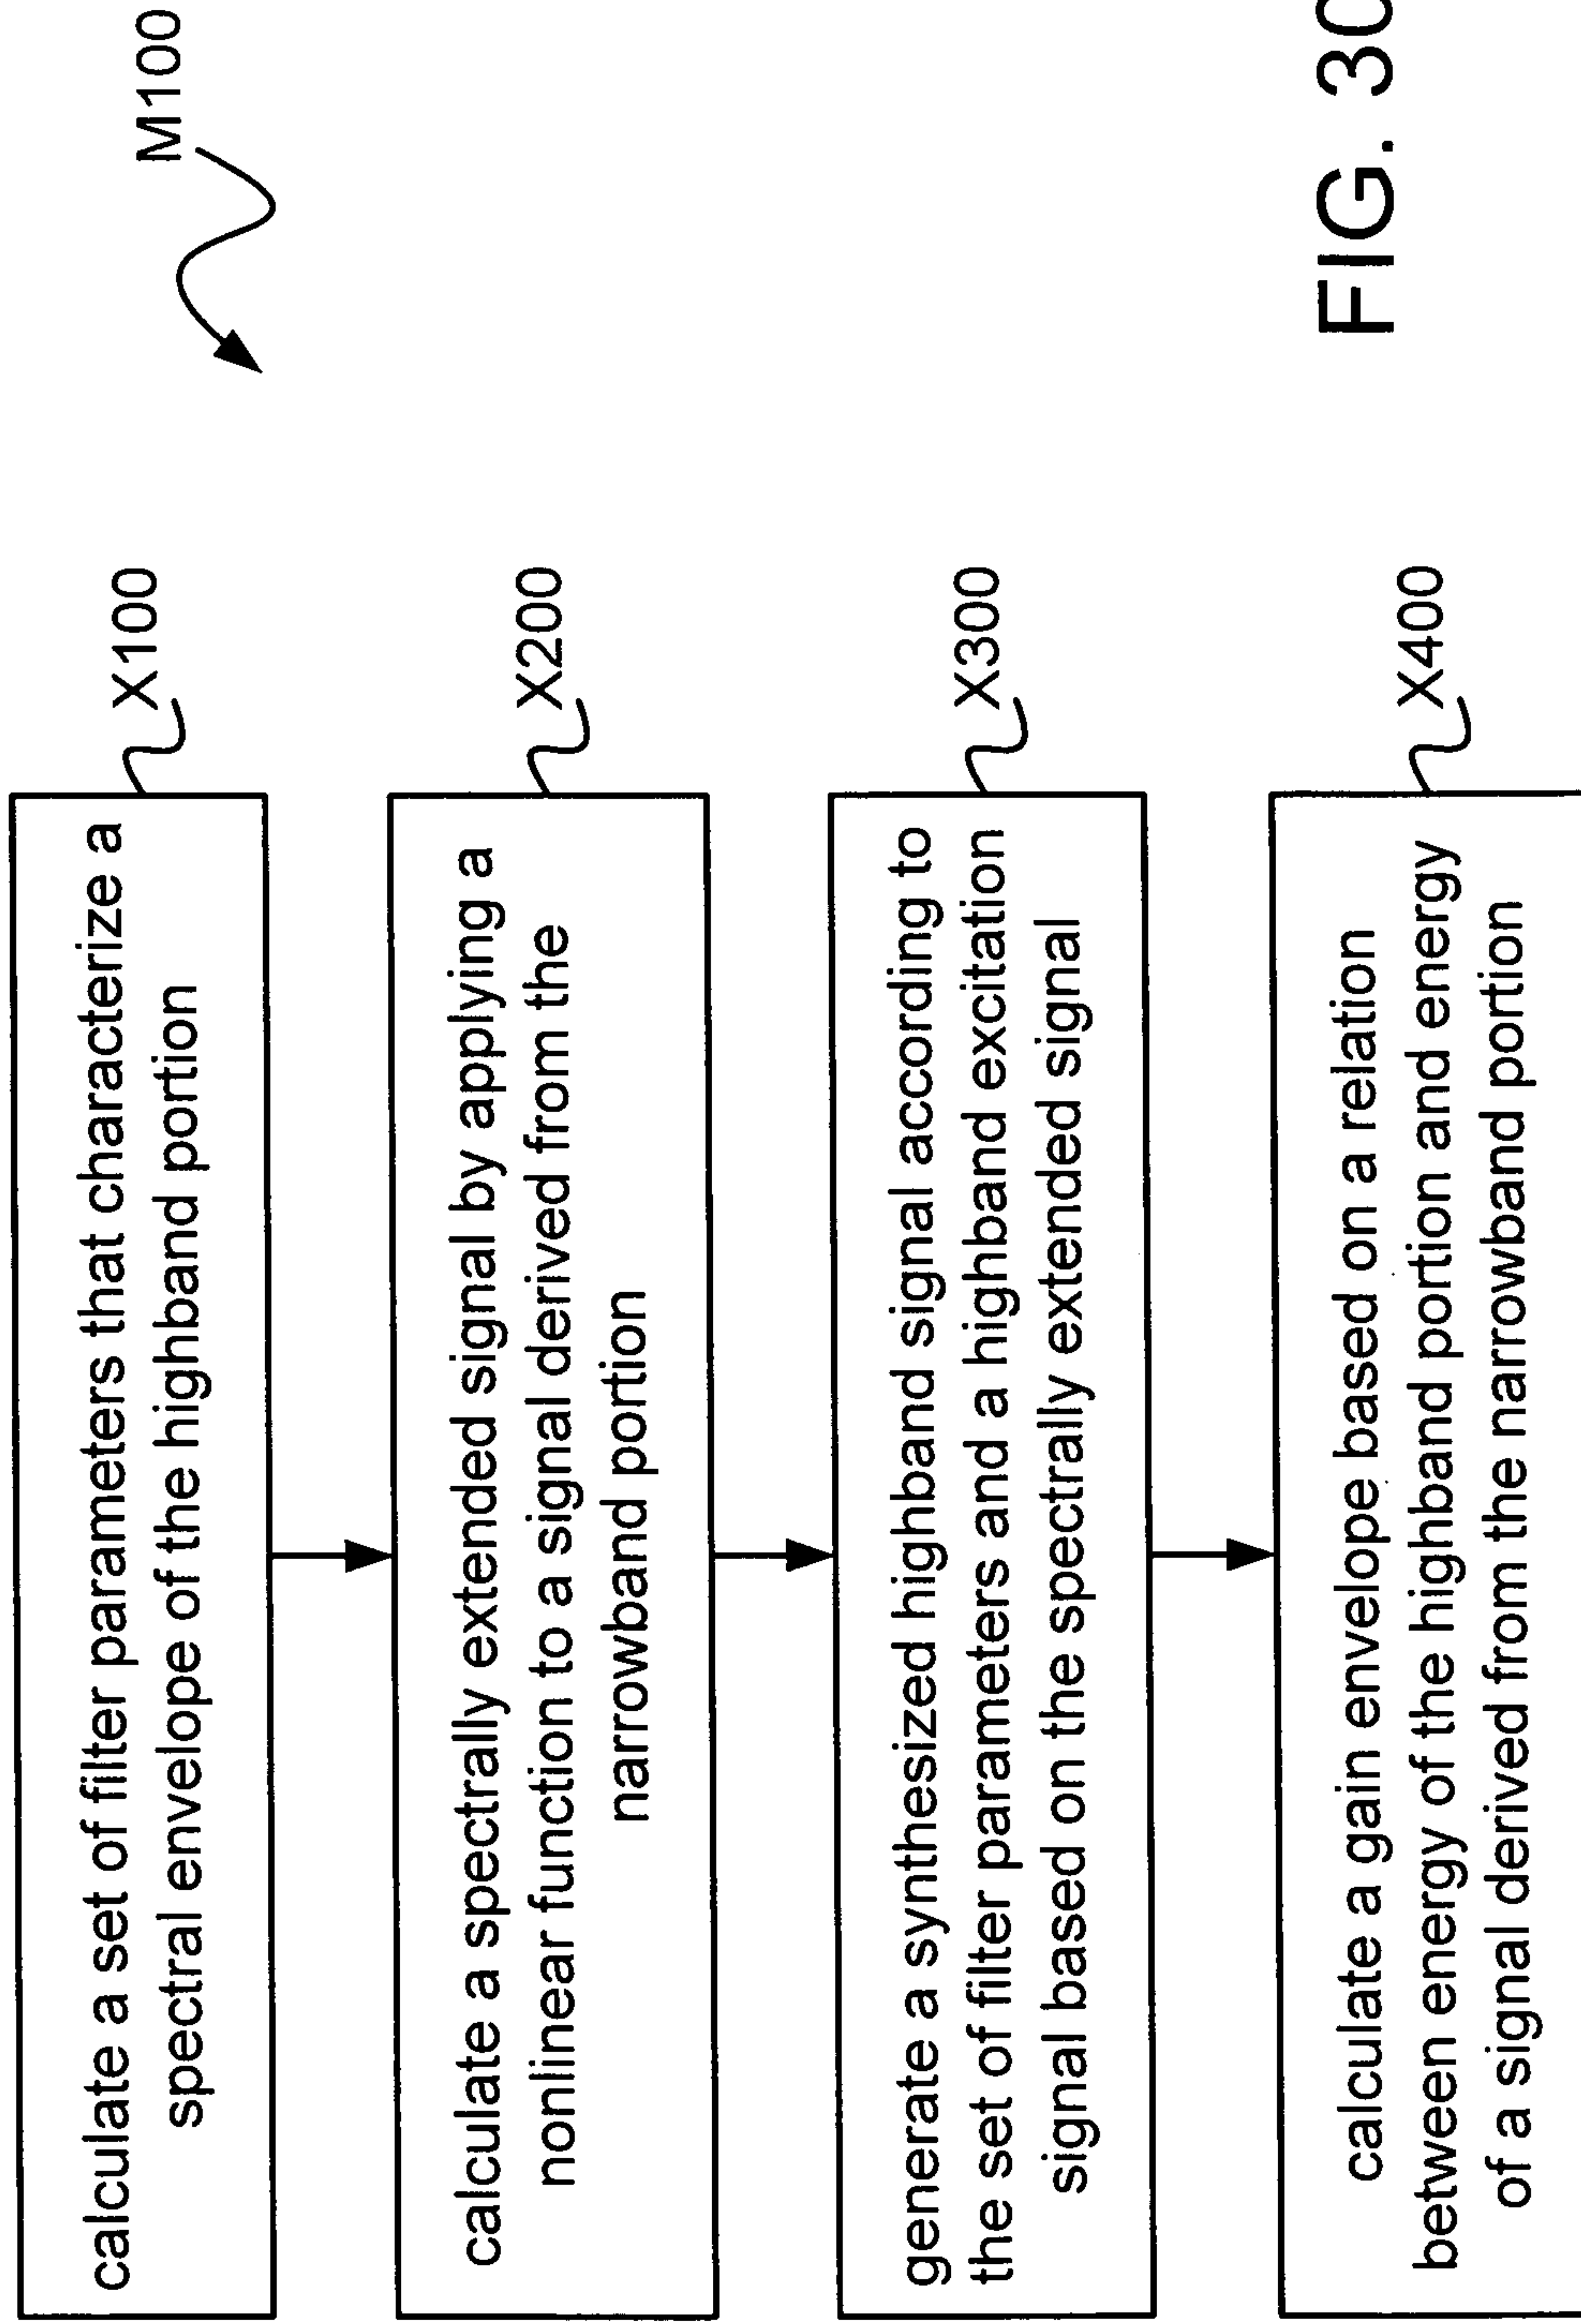 M100
calculate a set of filter parameters that characterize a
spectral envelope of the highband portion
X100
calculate a spectrally extended signal by applying a
nonlinear function to a signal derived from the
narrowband portion
X200
generate a synthesized highband signal according to
the set of filter parameters and a highband excitation
signal based on the spectrally extended signal
X300
calculate a gain envelope based on a relation
between energy of the highband portion and energy
of a signal derived from the narrowband portion
X400
FIG. 30